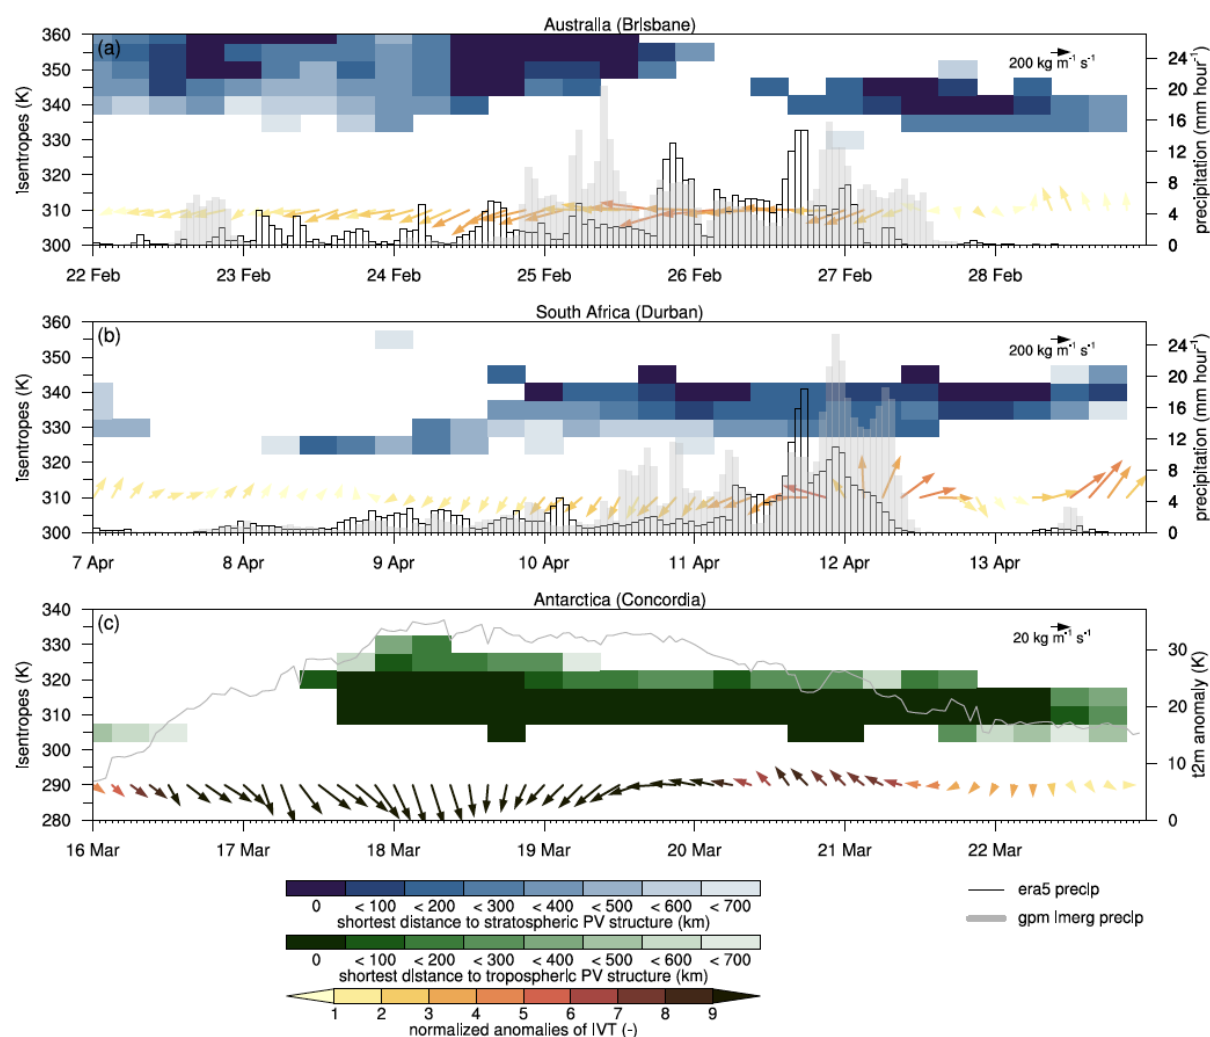 Australia (Brisbane)
(a)
200 kg m⁻¹ s⁻¹
360
350
340
330
320
310
300
Isentropes (K)
24
20
16
12
8
4
0
precipitation (mm hour⁻¹)
22 Feb 23 Feb 24 Feb 25 Feb 26 Feb 27 Feb 28 Feb
South Africa (Durban)
(b)
200 kg m⁻¹ s⁻¹
360
350
340
330
320
310
300
Isentropes (K)
24
20
16
12
8
4
0
precipitation (mm hour⁻¹)
7 Apr 8 Apr 9 Apr 10 Apr 11 Apr 12 Apr 13 Apr
Antarctica (Concordia)
(c)
20 kg m⁻¹ s⁻¹
340
330
320
310
300
290
280
Isentropes (K)
30
20
10
0
t2m anomaly (K)
16 Mar 17 Mar 18 Mar 19 Mar 20 Mar 21 Mar 22 Mar
0 < 100 < 200 < 300 < 400 < 500 < 600 < 700
shortest distance to stratospheric PV structure (km)
0 < 100 < 200 < 300 < 400 < 500 < 600 < 700
shortest distance to tropospheric PV structure (km)
1 2 3 4 5 6 7 8 9
normalized anomalies of IVT (-)
era5 precip
gpm imerg precip